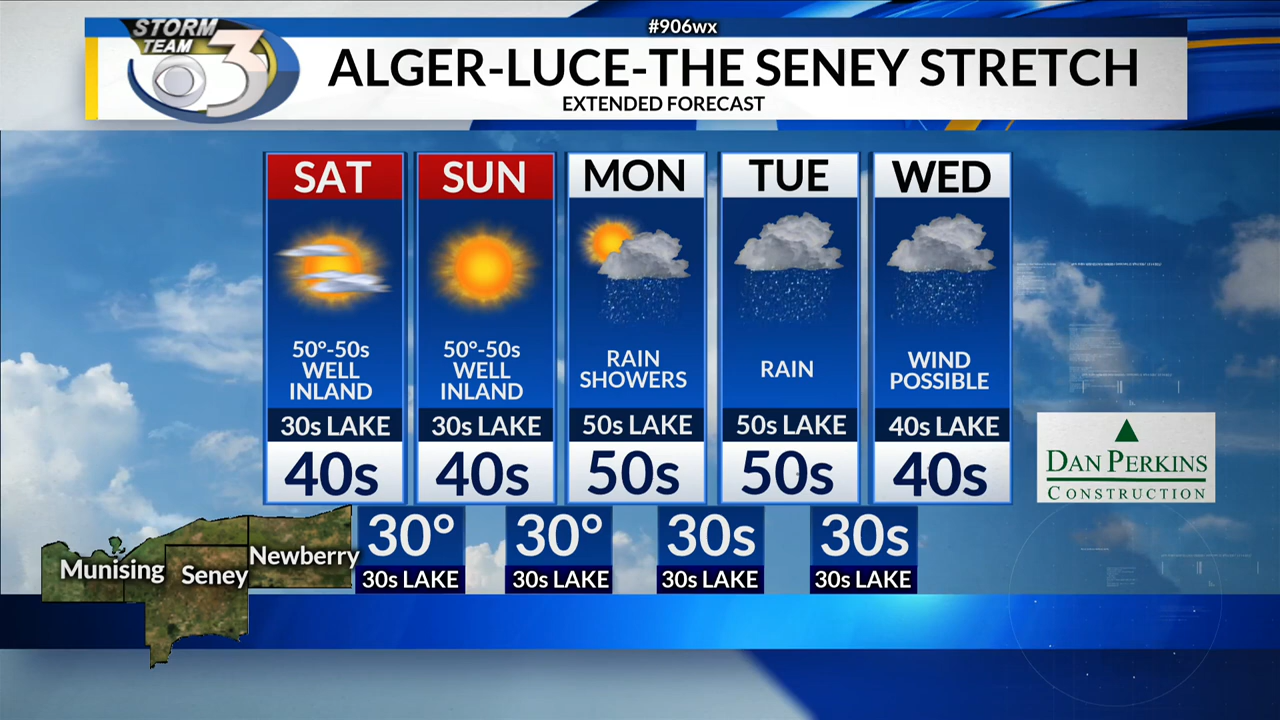 #906wx
STORM
TEAM
3
ALGER-LUCE-THE SENEY STRETCH
EXTENDED FORECAST
SAT
SUN
MON
TUE
WED
50°-50s
WELL
INLAND
50°-50s
WELL
INLAND
RAIN
SHOWERS
RAIN
WIND
POSSIBLE
30s LAKE
30s LAKE
50s LAKE
50s LAKE
40s LAKE
40s
40s
50s
50s
40s
DAN PERKINS
CONSTRUCTION
30°
30°
30s
30s
30s LAKE
30s LAKE
30s LAKE
30s LAKE
Munising
Seney
Newberry